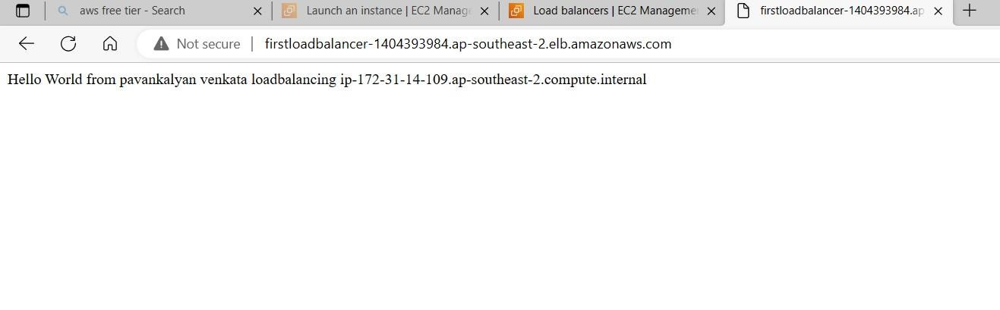 aws free tier - Search
Launch an instance | EC2 Manage
Load balancers | EC2 Manageme
firstloadbalancer-1404393984.ap
Not secure
firstloadbalancer-1404393984.ap-southeast-2.elb.amazonaws.com
Hello World from pavankalyan venkata loadbalancing ip-172-31-14-109.ap-southeast-2.compute.internal